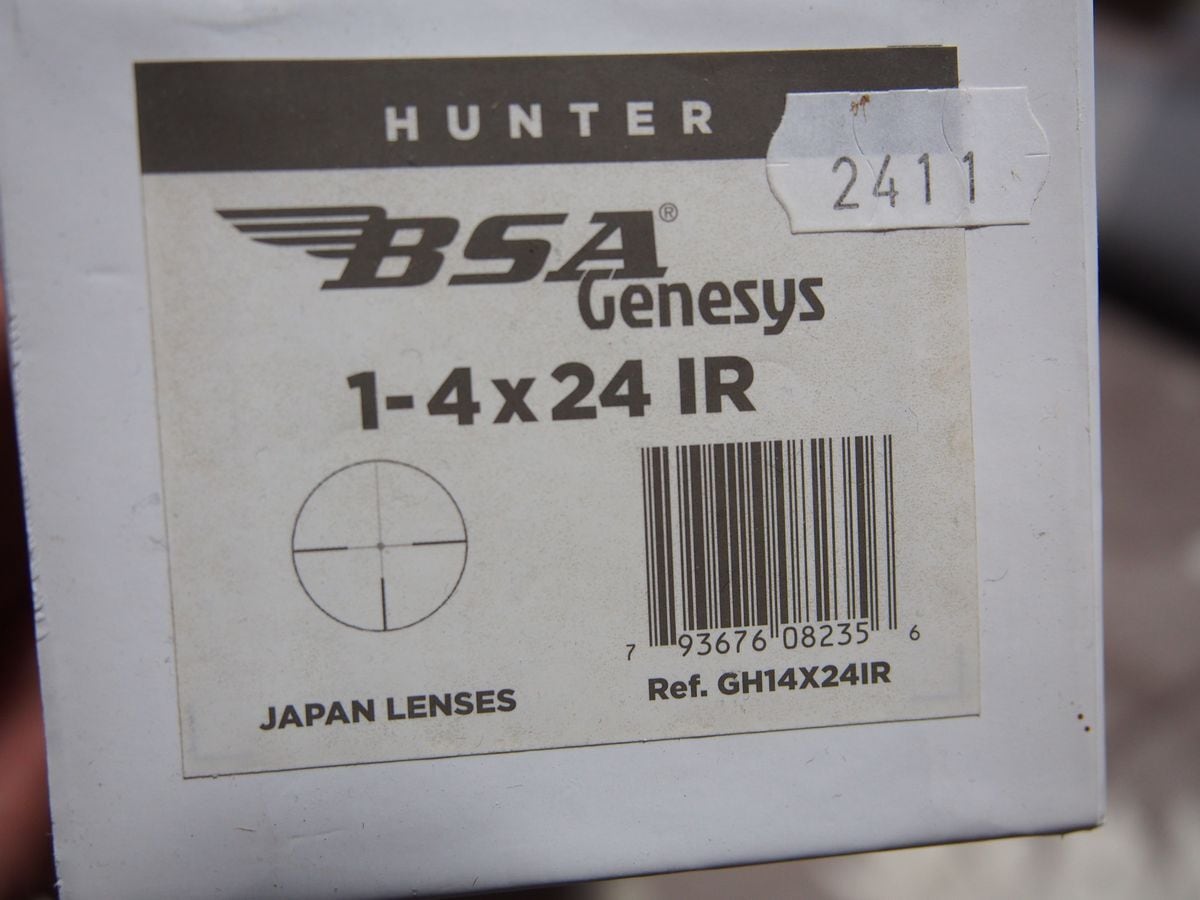 HUNTER
2411
BSA®
Genesys
1-4x24 IR
7 93676 08235 6
JAPAN LENSES
Ref. GH14X24IR